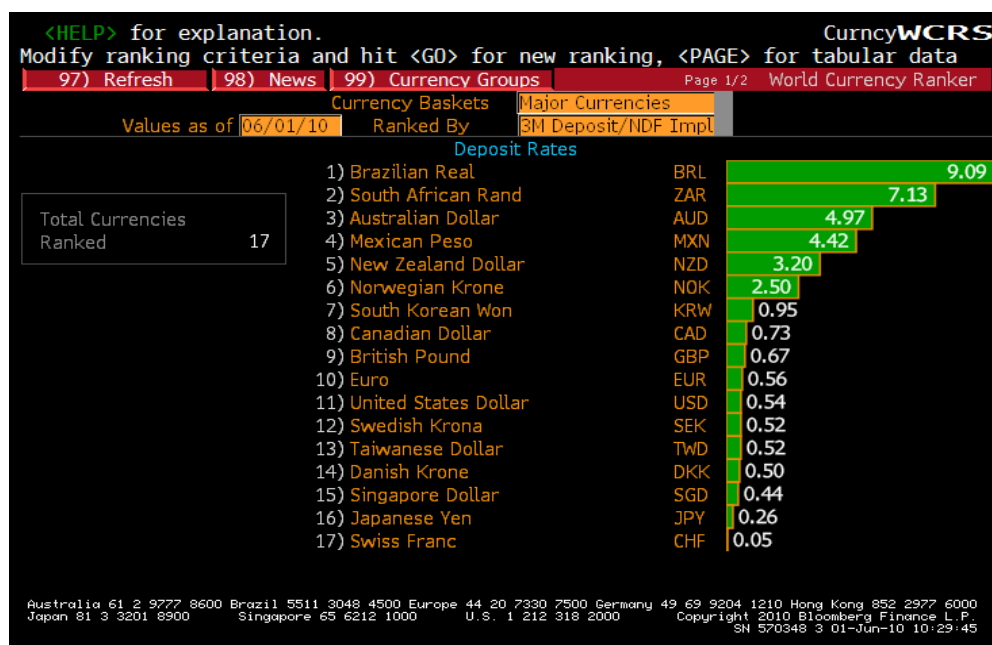 <HELP> for explanation. CurncyWCRS
Modify ranking criteria and hit <GO> for new ranking, <PAGE> for tabular data
97) Refresh 98) News 99) Currency Groups Page 1/2 World Currency Ranker
Currency Baskets Major Currencies
Values as of 06/01/10 Ranked By 3M Deposit/NDF Impl
Deposit Rates
1) Brazilian Real BRL 9.09
2) South African Rand ZAR 7.13
3) Australian Dollar AUD 4.97
4) Mexican Peso MXN 4.42
5) New Zealand Dollar NZD 3.20
6) Norwegian Krone NOK 2.50
7) South Korean Won KRW 0.95
8) Canadian Dollar CAD 0.73
9) British Pound GBP 0.67
10) Euro EUR 0.56
11) United States Dollar USD 0.54
12) Swedish Krona SEK 0.52
13) Taiwanese Dollar TWD 0.52
14) Danish Krone DKK 0.50
15) Singapore Dollar SGD 0.44
16) Japanese Yen JPY 0.26
17) Swiss Franc CHF 0.05
Total Currencies
Ranked 17
Australia 61 2 9777 8600 Brazil 5511 3048 4500 Europe 44 20 7330 7500 Germany 49 69 9204 1210 Hong Kong 852 2977 6000
Japan 81 3 3201 8900 Singapore 65 6212 1000 U.S. 1 212 318 2000 Copyright 2010 Bloomberg Finance L.P.
SN 570348 3 01-Jun-10 10:29:45